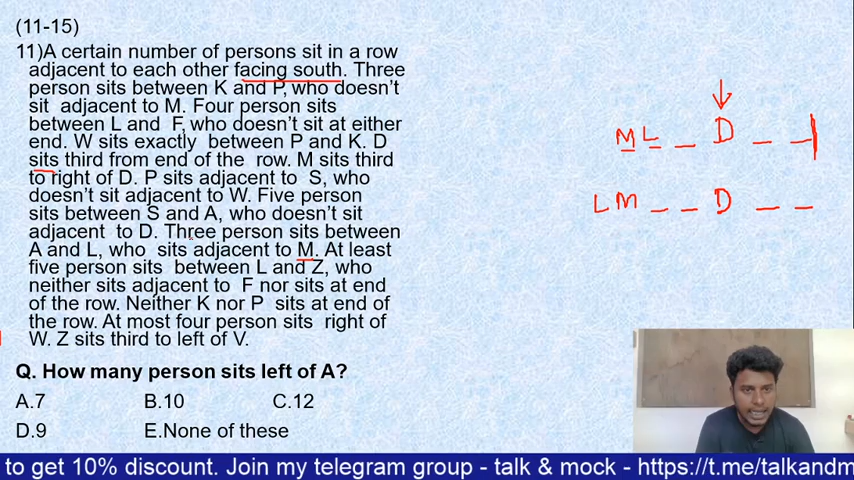 (11-15)
11)A certain number of persons sit in a row
adjacent to each other facing south. Three
person sits between K and P, who doesn't
sit adjacent to M. Four person sits
between L and F, who doesn't sit at either
end. W sits exactly between P and K. D
sits third from end of the row. M sits third
to right of D. P sits adjacent to S, who
doesn't sit adjacent to W. Five person
sits between S and A, who doesn't sit
adjacent to D. Three person sits between
A and L, who sits adjacent to M. At least
five person sits between L and Z, who
neither sits adjacent to F nor sits at end
of the row. Neither K nor P sits at end of
the row. At most four person sits right of
W. Z sits third to left of V.
Q. How many person sits left of A?
A.7 B.10 C.12
D.9 E.None of these
M L _ D _ _
L M _ _ D _ _
to get 10% discount. Join my telegram group - talk & mock - https://t.me/talkandm